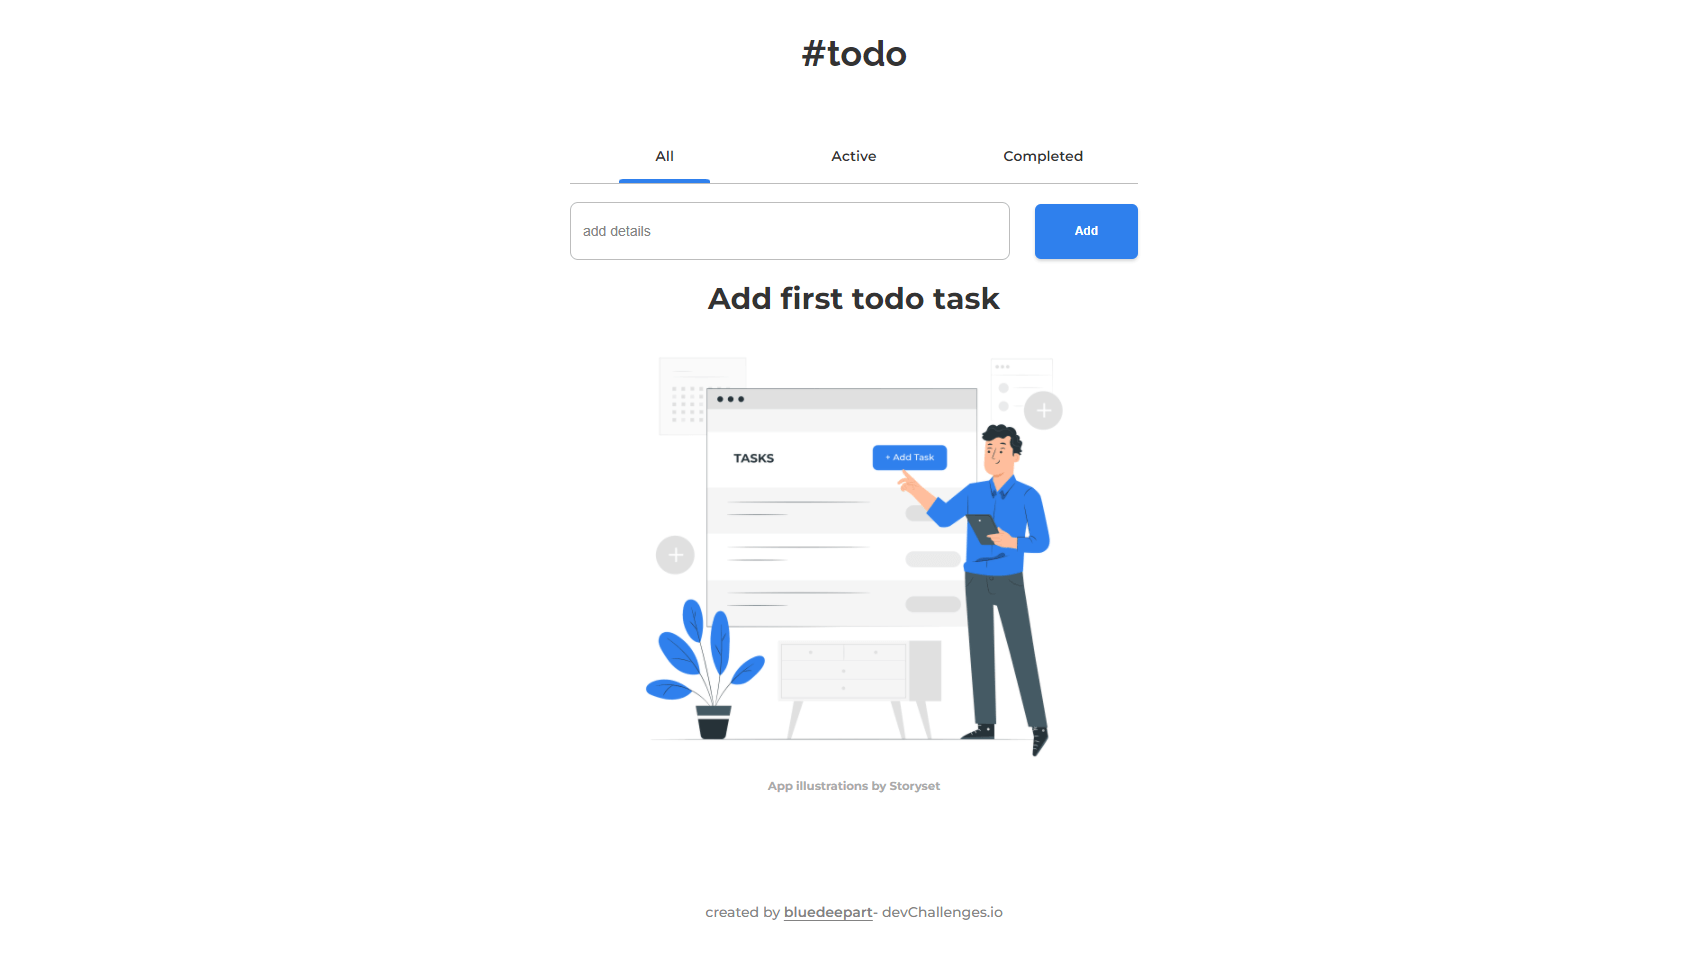 #todo
All Active Completed
add details Add
Add first todo task
TASKS + Add Task
App illustrations by Storyset
created by bluedeepart- devChallenges.io